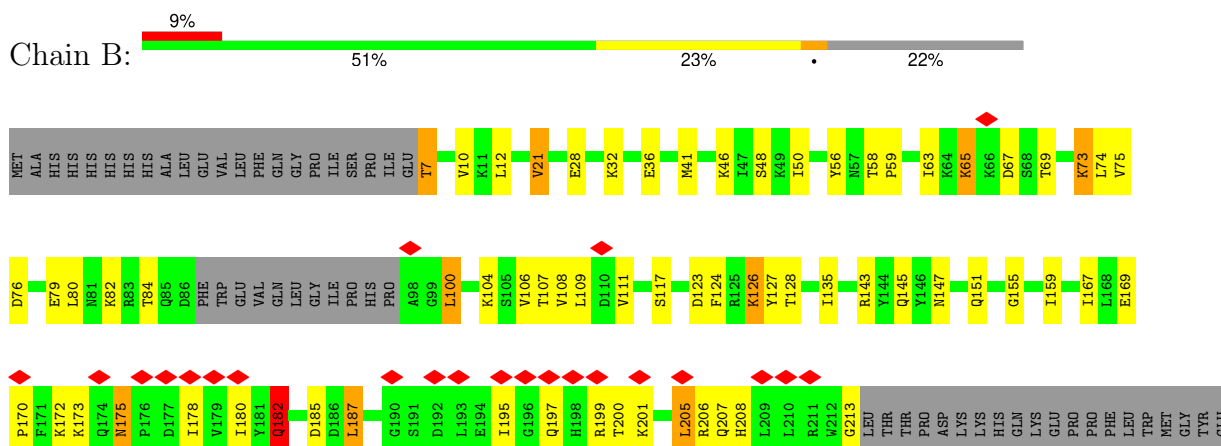 9%
Chain B:
51% 23% • 22%
MET ALA HIS HIS HIS HIS HIS HIS ALA LEU GLU VAL LEU PHE GLN GLY PRO ILE SER PRO ILE GLU T7 V10 K11 L12 V21 E28 K32 E36 M41 K46 I47 S48 K49 I50 Y56 N57 T58 P59 I63 K64 K65 K66 D67 S68 T69 K73 L74 V75
D76 E79 L80 N81 K82 R83 T84 Q85 D86 PHE TRP GLU VAL GLN LEU GLY ILE PRO HIS PRO A98 G99 L100 K104 S105 V106 T107 V108 L109 D110 V111 S117 D123 F124 R125 K126 Y127 T128 I135 R143 Y144 Q145 Y146 N147 Q151 G155 I159 I167 L168 E169
P170 F171 K172 K173 Q174 N175 P176 D177 I178 V179 I180 Y181 Q182 D185 D186 L187 G190 S191 D192 L193 E194 I195 G196 Q197 H198 R199 T200 K201 L205 R206 Q207 H208 L209 L210 R211 W212 G213 LEU THR THR PRO ASP LYS LYS HIS GLN LYS GLU PRO PRO PHE LEU TRP MET GLY TYR